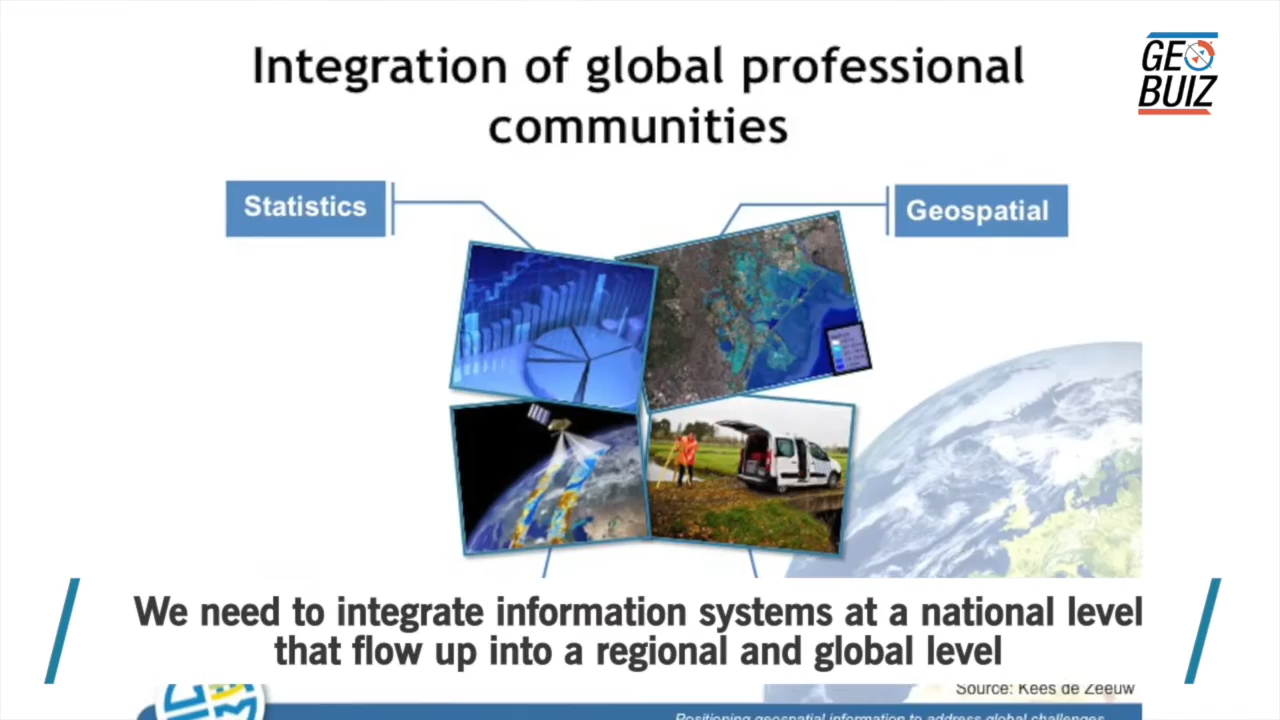 Integration of global professional
communities
GEO
BUIZ
Statistics
Geospatial
We need to integrate information systems at a national level
that flow up into a regional and global level
Source: Kees de Zeeuw
Positioning geospatial information to address global challenges